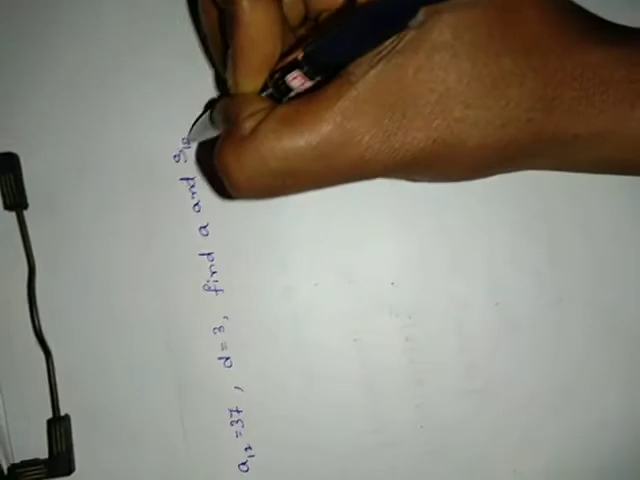 a₁₂ = 37 , d = 3 , find a and S₁₂